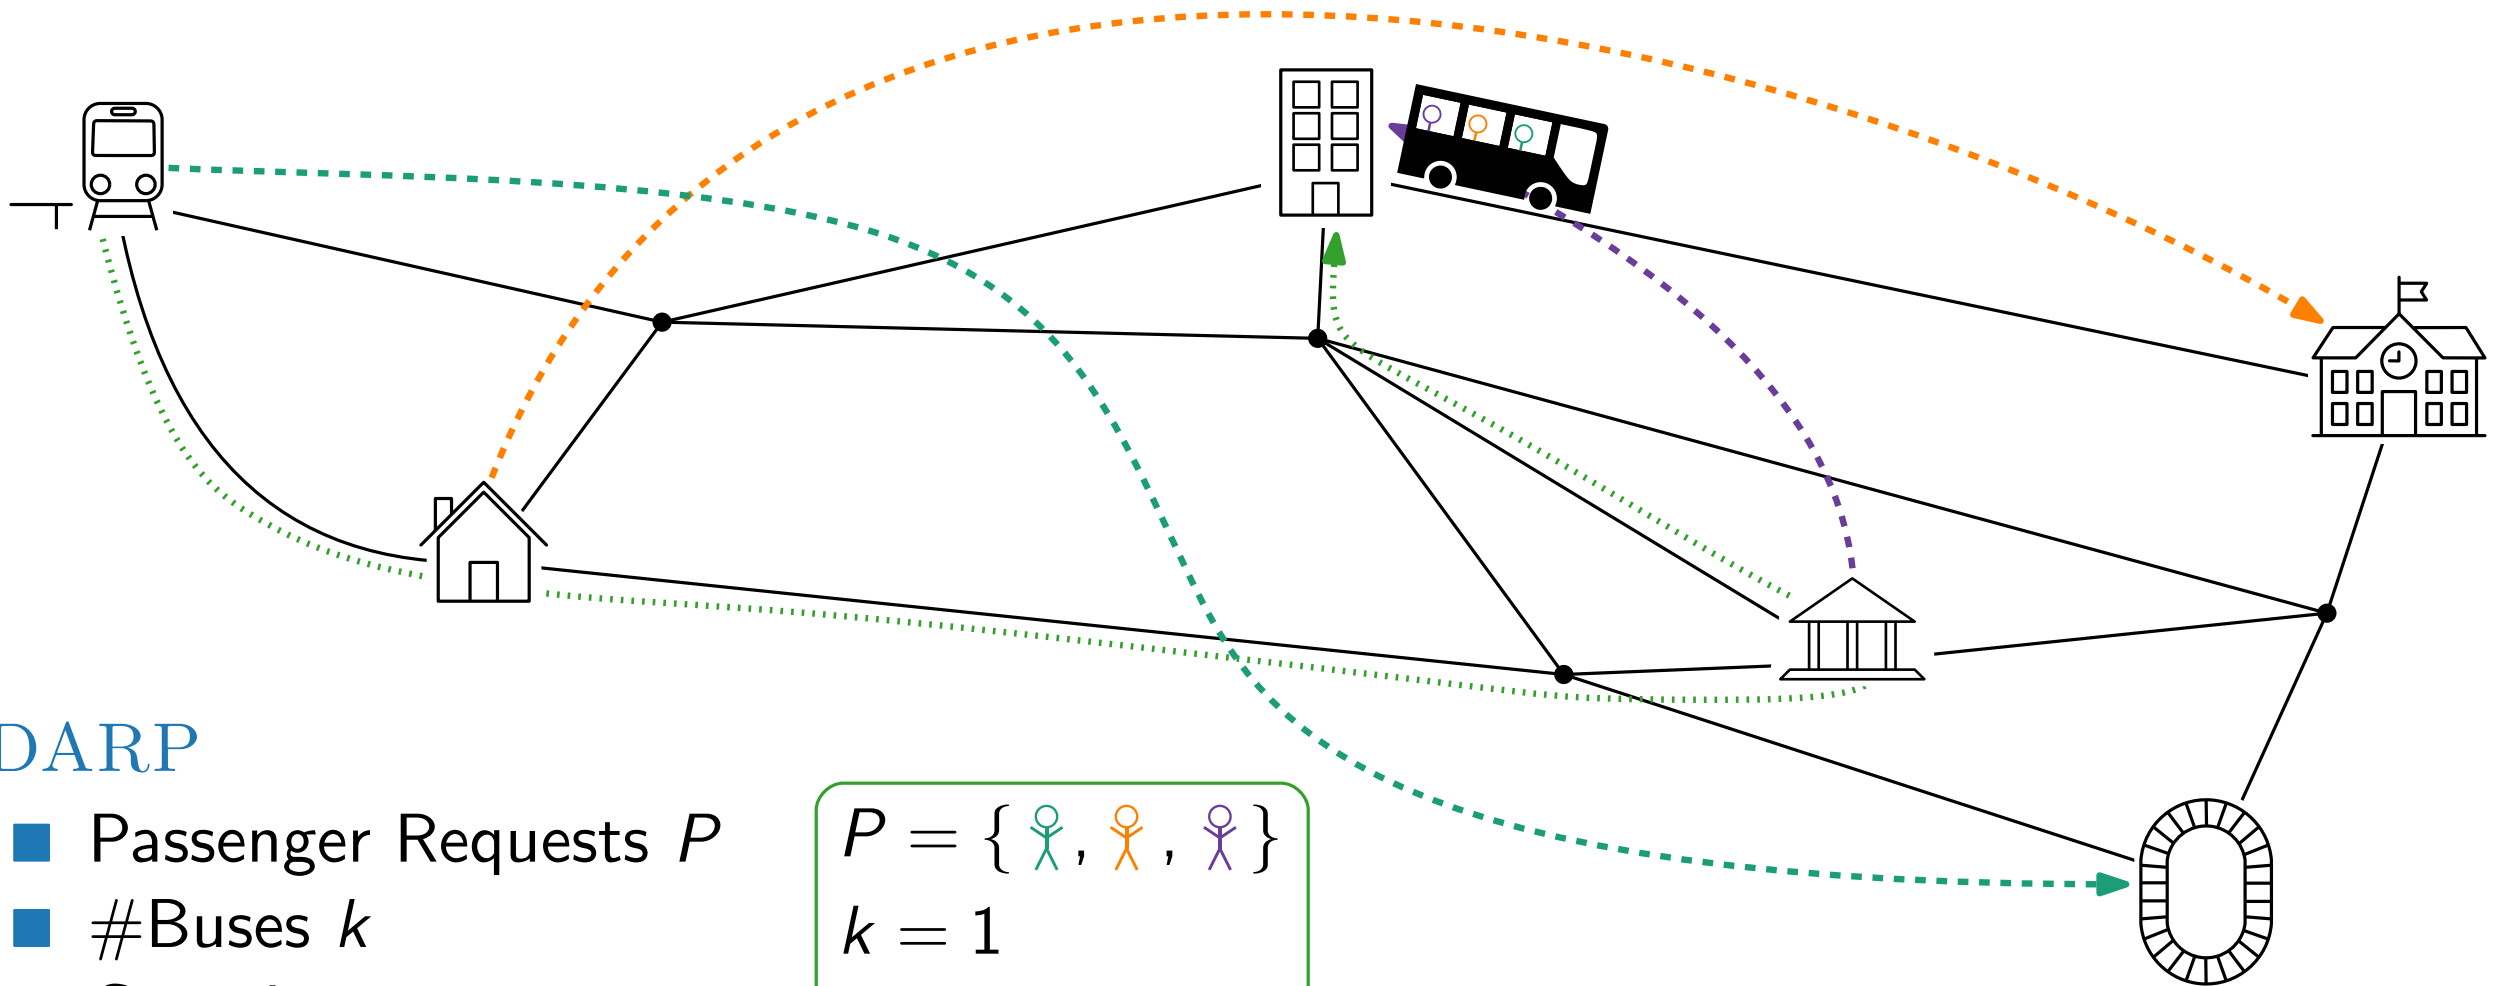 DARP
Passenger Requests P
P = { , , }
#Buses k
k = 1